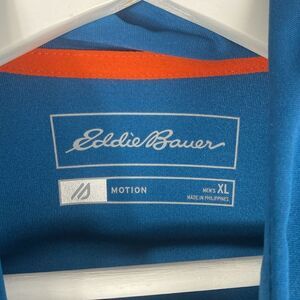 Eddie Bauer
MOTION
MEN'S XL
MADE IN PHILIPPINES